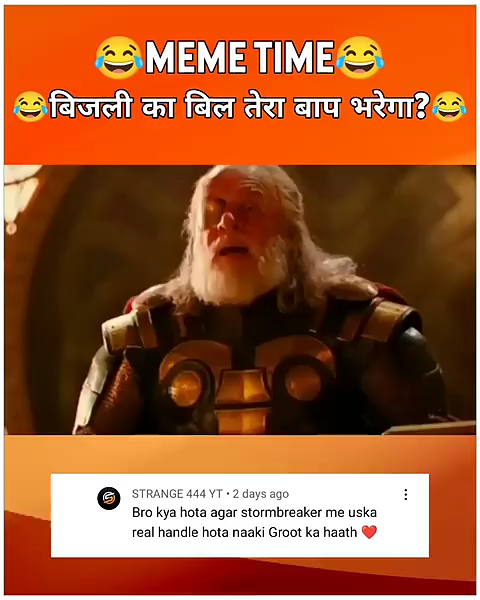 😂MEME TIME😂
😂बिजली का बिल तेरा बाप भरेगा?😂
STRANGE 444 YT • 2 days ago
Bro kya hota agar stormbreaker me uska
real handle hota naaki Groot ka haath ❤️